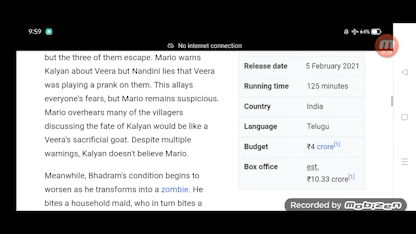 9:59
64%
No internet connection
but the three of them escape. Mario warns
Kalyan about Veera but Nandini lies that Veera
was playing a prank on them. This allays
everyone's fears, but Mario remains suspicious.
Mario overhears many of the villagers
discussing the fate of Kalyan would be like a
Veera's sacrificial goat. Despite multiple
warnings, Kalyan doesn't believe Mario.
Meanwhile, Bhadram's condition begins to
worsen as he transforms into a zombie. He
bites a household maid, who in turn bites a
Release date 5 February 2021
Running time 125 minutes
Country India
Language Telugu
Budget ₹4 crore[1]
Box office est.
₹10.33 crore[1]
Recorded by mobizen